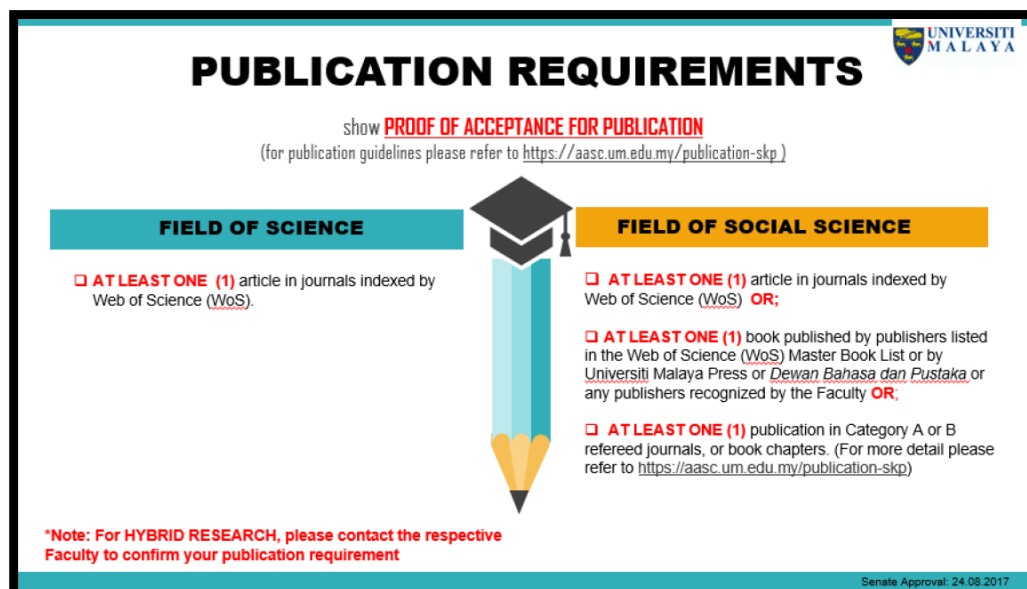 UNIVERSITI
MALAYA
PUBLICATION REQUIREMENTS
show PROOF OF ACCEPTANCE FOR PUBLICATION
(for publication guidelines please refer to https://aasc.um.edu.my/publication-skp )
FIELD OF SCIENCE
❑ AT LEAST ONE (1) article in journals indexed by
Web of Science (WoS).
FIELD OF SOCIAL SCIENCE
❑ AT LEAST ONE (1) article in journals indexed by
Web of Science (WoS) OR;
❑ AT LEAST ONE (1) book published by publishers listed
in the Web of Science (WoS) Master Book List or by
Universiti Malaya Press or Dewan Bahasa dan Pustaka or
any publishers recognized by the Faculty OR;
❑ AT LEAST ONE (1) publication in Category A or B
refereed journals, or book chapters. (For more detail please
refer to https://aasc.um.edu.my/publication-skp)
*Note: For HYBRID RESEARCH, please contact the respective
Faculty to confirm your publication requirement
Senate Approval: 24.08.2017